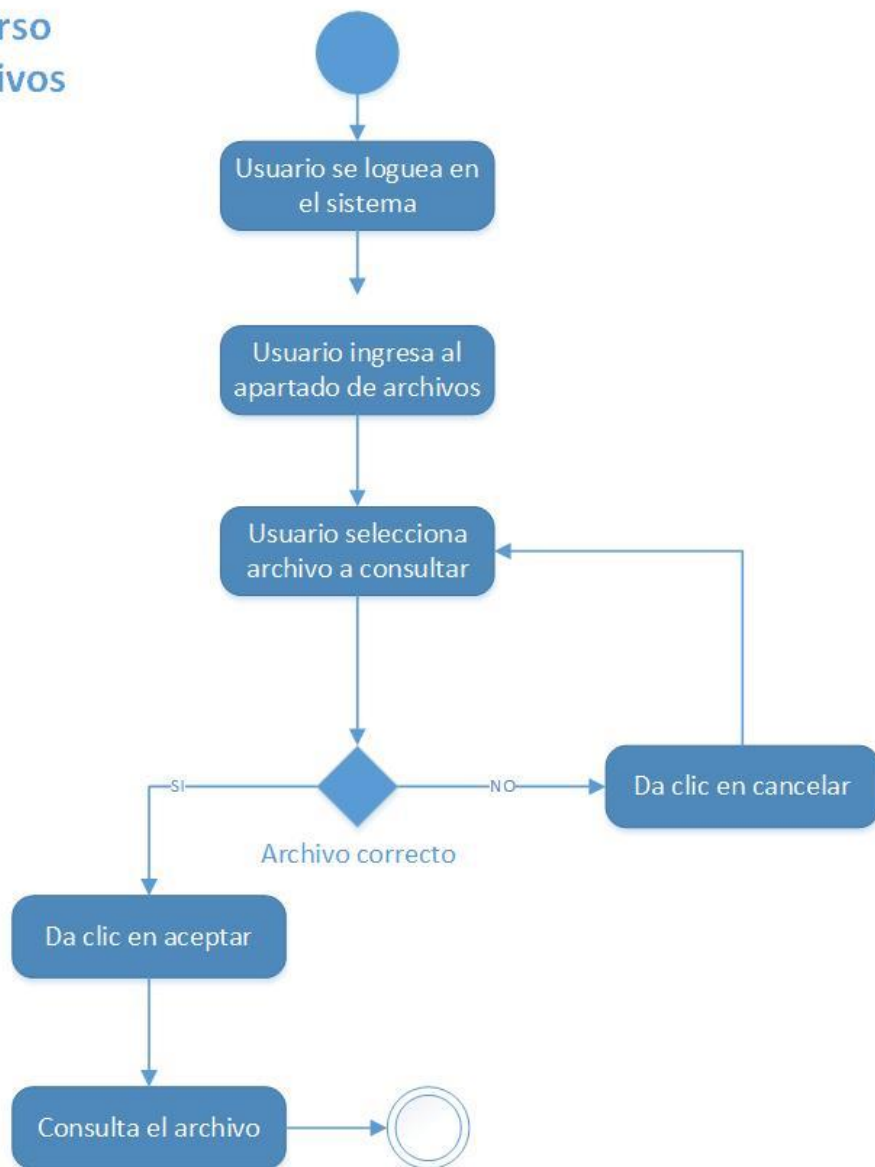 rso
ivos
Usuario se loguea en
el sistema
Usuario ingresa al
apartado de archivos
Usuario selecciona
archivo a consultar
SI
NO
Da clic en cancelar
Archivo correcto
Da clic en aceptar
Consulta el archivo